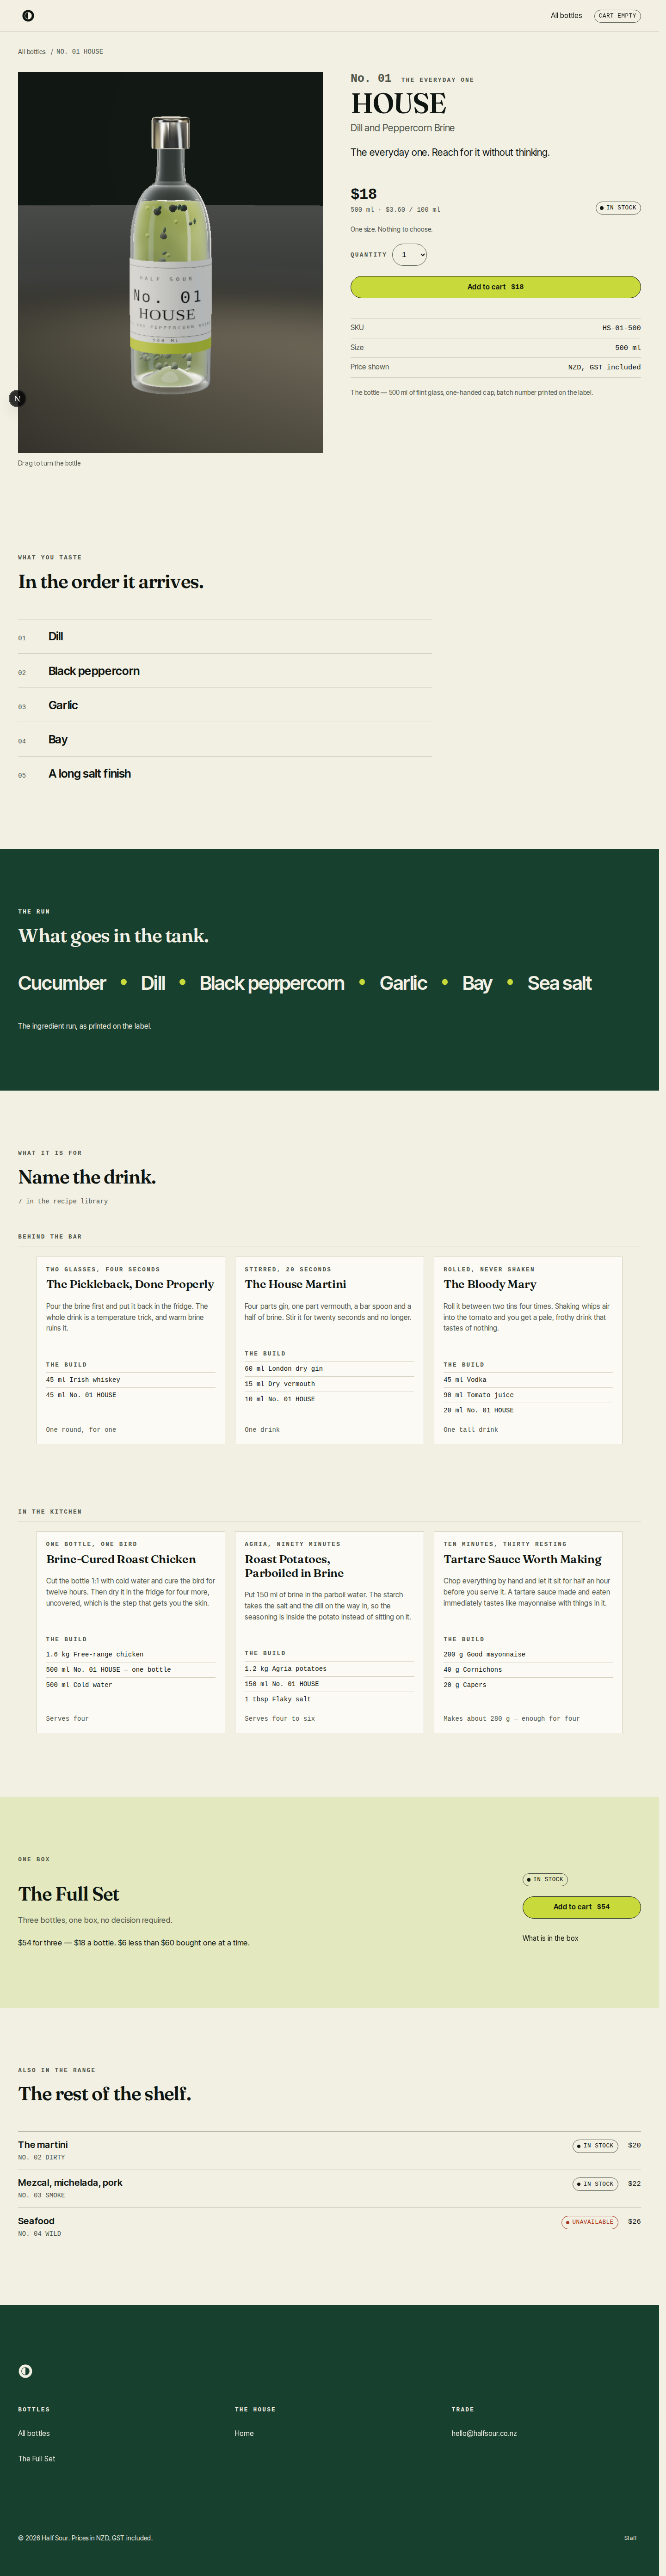 All bottles
CART EMPTY
All bottles / NO. 01 HOUSE
HALF SOUR
No. 01
HOUSE
500 ML
N
Drag to turn the bottle
No. 01 THE EVERYDAY ONE
HOUSE
Dill and Peppercorn Brine
The everyday one. Reach for it without thinking.
$18
500 ml · $3.60 / 100 ml
IN STOCK
One size. Nothing to choose.
QUANTITY 1
Add to cart $18
SKU HS-01-500
Size 500 ml
Price shown NZD, GST included
The bottle — 500 ml of flint glass, one-handed cap, batch number printed on the label.
WHAT YOU TASTE
In the order it arrives.
01 Dill
02 Black peppercorn
03 Garlic
04 Bay
05 A long salt finish
THE RUN
What goes in the tank.
Cucumber • Dill • Black peppercorn • Garlic • Bay • Sea salt
The ingredient run, as printed on the label.
WHAT IT IS FOR
Name the drink.
7 in the recipe library
BEHIND THE BAR
TWO GLASSES, FOUR SECONDS
The Pickleback, Done Properly
Pour the brine first and put it back in the fridge. The
whole drink is a temperature trick, and warm brine
ruins it.
THE BUILD
45 ml Irish whiskey
45 ml No. 01 HOUSE
One round, for one
STIRRED, 20 SECONDS
The House Martini
Four parts gin, one part vermouth, a bar spoon and a
half of brine. Stir it for twenty seconds and no longer.
THE BUILD
60 ml London dry gin
15 ml Dry vermouth
10 ml No. 01 HOUSE
One drink
ROLLED, NEVER SHAKEN
The Bloody Mary
Roll it between two tins four times. Shaking whips air
into the tomato and you get a pale, frothy drink that
tastes of nothing.
THE BUILD
45 ml Vodka
90 ml Tomato juice
20 ml No. 01 HOUSE
One tall drink
IN THE KITCHEN
ONE BOTTLE, ONE BIRD
Brine-Cured Roast Chicken
Cut the bottle 1:1 with cold water and cure the bird for
twelve hours. Then dry it in the fridge for four more,
uncovered, which is the step that gets you the skin.
THE BUILD
1.6 kg Free-range chicken
500 ml No. 01 HOUSE — one bottle
500 ml Cold water
Serves four
AGRIA, NINETY MINUTES
Roast Potatoes,
Parboiled in Brine
Put 150 ml of brine in the parboil water. The starch
takes the salt and the dill on the way in, so the
seasoning is inside the potato instead of sitting on it.
THE BUILD
1.2 kg Agria potatoes
150 ml No. 01 HOUSE
1 tbsp Flaky salt
Serves four to six
TEN MINUTES, THIRTY RESTING
Tartare Sauce Worth Making
Chop everything by hand and let it sit for half an hour
before you serve it. A tartare sauce made and eaten
immediately tastes like mayonnaise with things in it.
THE BUILD
200 g Good mayonnaise
40 g Cornichons
20 g Capers
Makes about 280 g — enough for four
ONE BOX
The Full Set
Three bottles, one box, no decision required.
$54 for three — $18 a bottle. $6 less than $60 bought one at a time.
IN STOCK
Add to cart $54
What is in the box
ALSO IN THE RANGE
The rest of the shelf.
The martini
NO. 02 DIRTY
IN STOCK $20
Mezcal, michelada, pork
NO. 03 SMOKE
IN STOCK $22
Seafood
NO. 04 WILD
UNAVAILABLE $26
BOTTLES
All bottles
The Full Set
THE HOUSE
Home
TRADE
hello@halfsour.co.nz
© 2026 Half Sour. Prices in NZD, GST included.
Staff